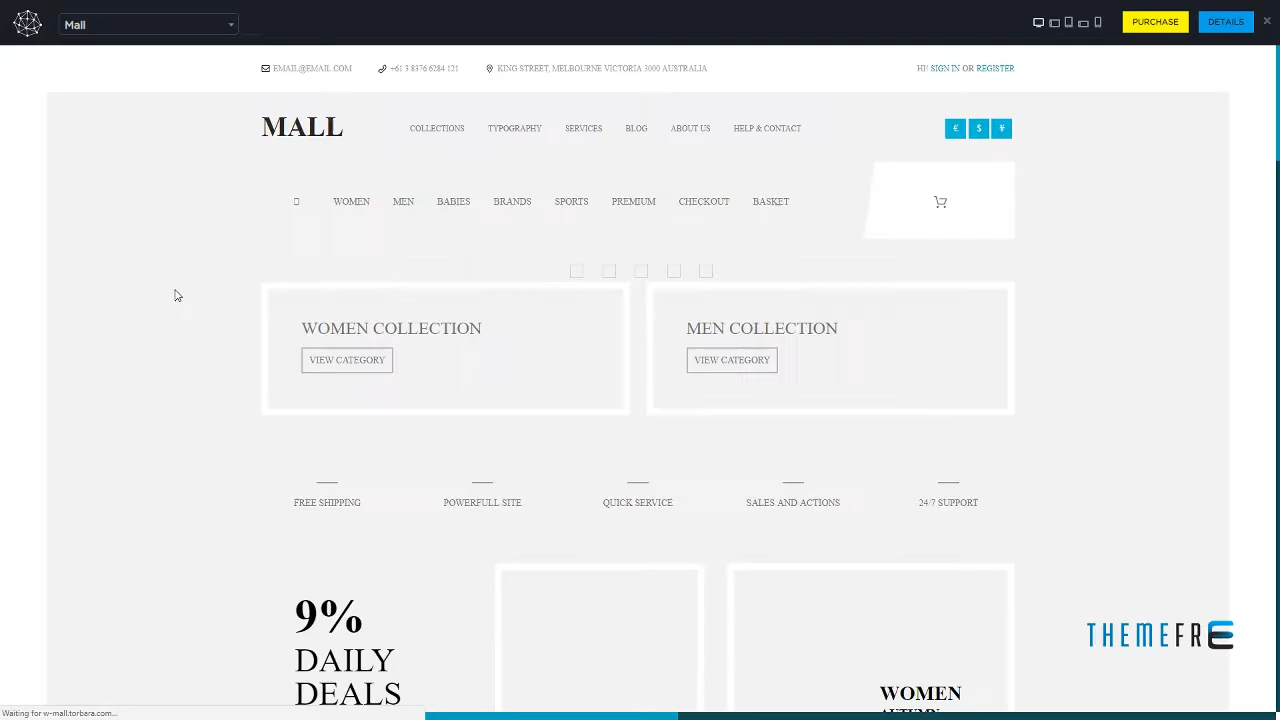 Mall
PURCHASE
DETAILS
EMAIL@EMAIL.COM
+61 3 8376 6284 121
KING STREET, MELBOURNE VICTORIA 3000 AUSTRALIA
HI! SIGN IN OR REGISTER
MALL
COLLECTIONS TYPOGRAPHY SERVICES BLOG ABOUT US HELP & CONTACT
€ $ ¥
WOMEN MEN BABIES BRANDS SPORTS PREMIUM CHECKOUT BASKET
WOMEN COLLECTION
VIEW CATEGORY
MEN COLLECTION
VIEW CATEGORY
FREE SHIPPING
POWERFULL SITE
QUICK SERVICE
SALES AND ACTIONS
24/7 SUPPORT
9%
DAILY
DEALS
WOMEN
AUTUMN
THEMEFRE
Waiting for w-mall.torbara.com...